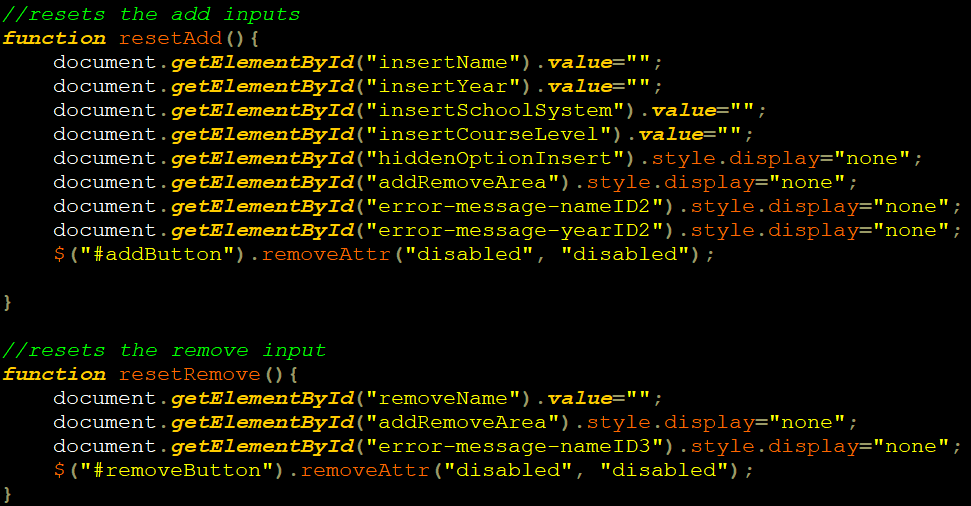 //resets the add inputs
function resetAdd(){
    document.getElementById("insertName").value="";
    document.getElementById("insertYear").value="";
    document.getElementById("insertSchoolSystem").value="";
    document.getElementById("insertCourseLevel").value="";
    document.getElementById("hiddenOptionInsert").style.display="none";
    document.getElementById("addRemoveArea").style.display="none";
    document.getElementById("error-message-nameID2").style.display="none";
    document.getElementById("error-message-yearID2").style.display="none";
    $("#addButton").removeAttr("disabled", "disabled");

}

//resets the remove input
function resetRemove(){
    document.getElementById("removeName").value="";
    document.getElementById("addRemoveArea").style.display="none";
    document.getElementById("error-message-nameID3").style.display="none";
    $("#removeButton").removeAttr("disabled", "disabled");
}